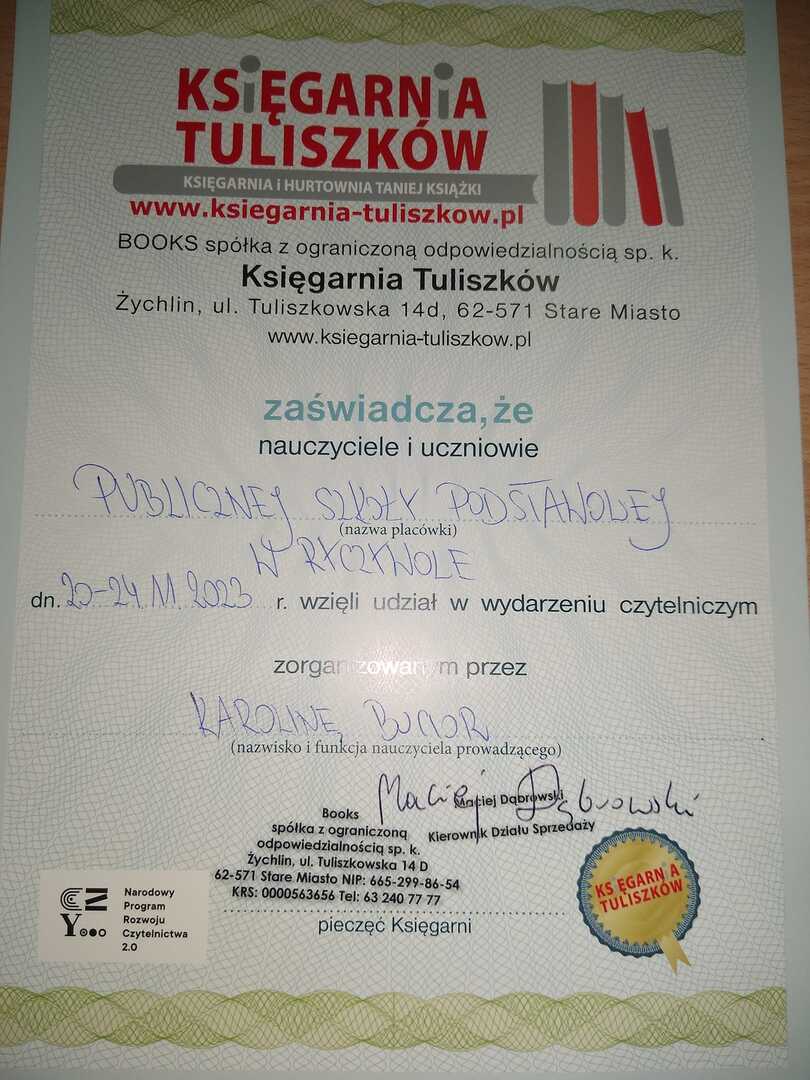 KSiĘGARNiA
TULISZKÓW
KSIĘGARNIA i HURTOWNIA TANIEJ KSIĄŻKI
www.ksiegarnia-tuliszkow.pl
BOOKS spółka z ograniczoną odpowiedzialnością sp. k.
Księgarnia Tuliszków
Żychlin, ul. Tuliszkowska 14d, 62-571 Stare Miasto
www.ksiegarnia-tuliszkow.pl
zaświadcza, że
nauczyciele i uczniowie
PUBLICZNEJ SZKOŁY PODSTAWOWEJ
(nazwa placówki)
W RYCZYWOLE
dn. 20-24.11.2023 r. wzięli udział w wydarzeniu czytelniczym
zorganizowanym przez
KAROLINĘ BUCIOR
(nazwisko i funkcja nauczyciela prowadzącego)
Maciej Dąbrowski
Maciej Dąbrowski
Kierownik Działu Sprzedaży
Books
spółka z ograniczoną
odpowiedzialnością sp. k.
Żychlin, ul. Tuliszkowska 14 D
62-571 Stare Miasto NIP: 665-299-86-54
KRS: 0000563656 Tel: 63 240 77 77
pieczęć Księgarni
KSIĘGARNIA
TULISZKÓW
CZ
Y
Narodowy
Program
Rozwoju
Czytelnictwa
2.0